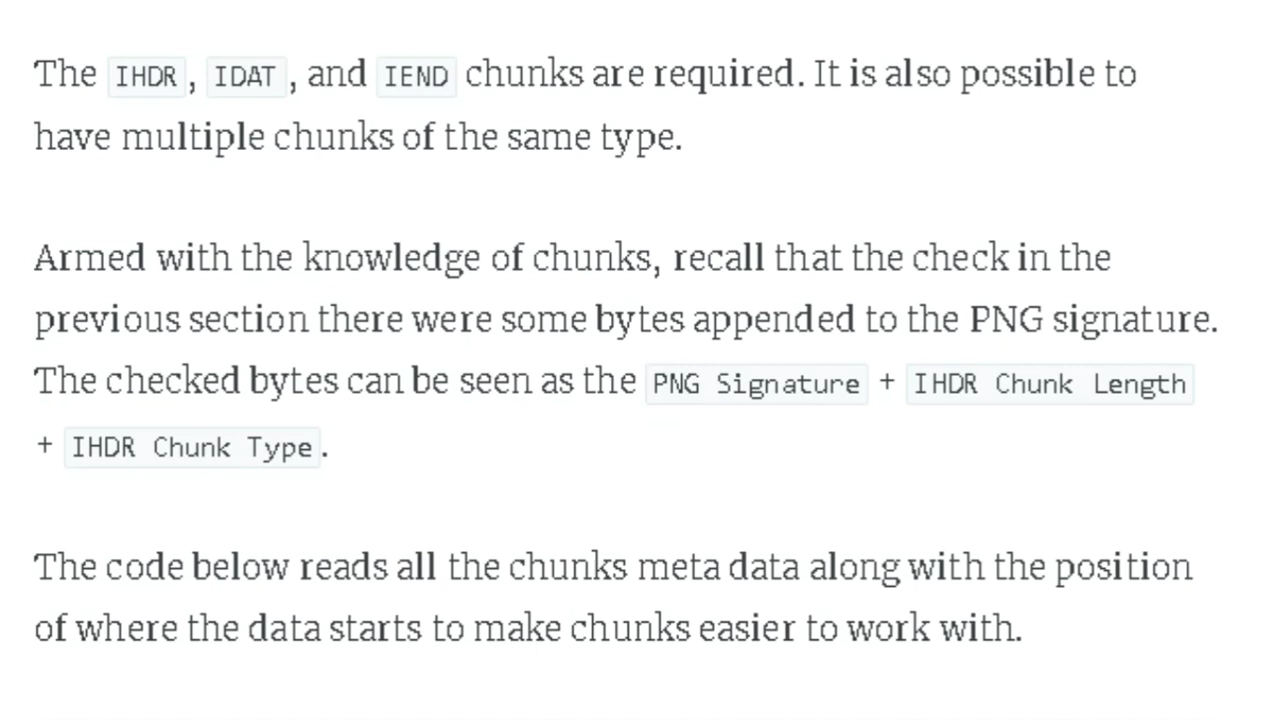 The IHDR, IDAT, and IEND chunks are required. It is also possible to
have multiple chunks of the same type.
Armed with the knowledge of chunks, recall that the check in the
previous section there were some bytes appended to the PNG signature.
The checked bytes can be seen as the PNG Signature + IHDR Chunk Length
+ IHDR Chunk Type.
The code below reads all the chunks meta data along with the position
of where the data starts to make chunks easier to work with.